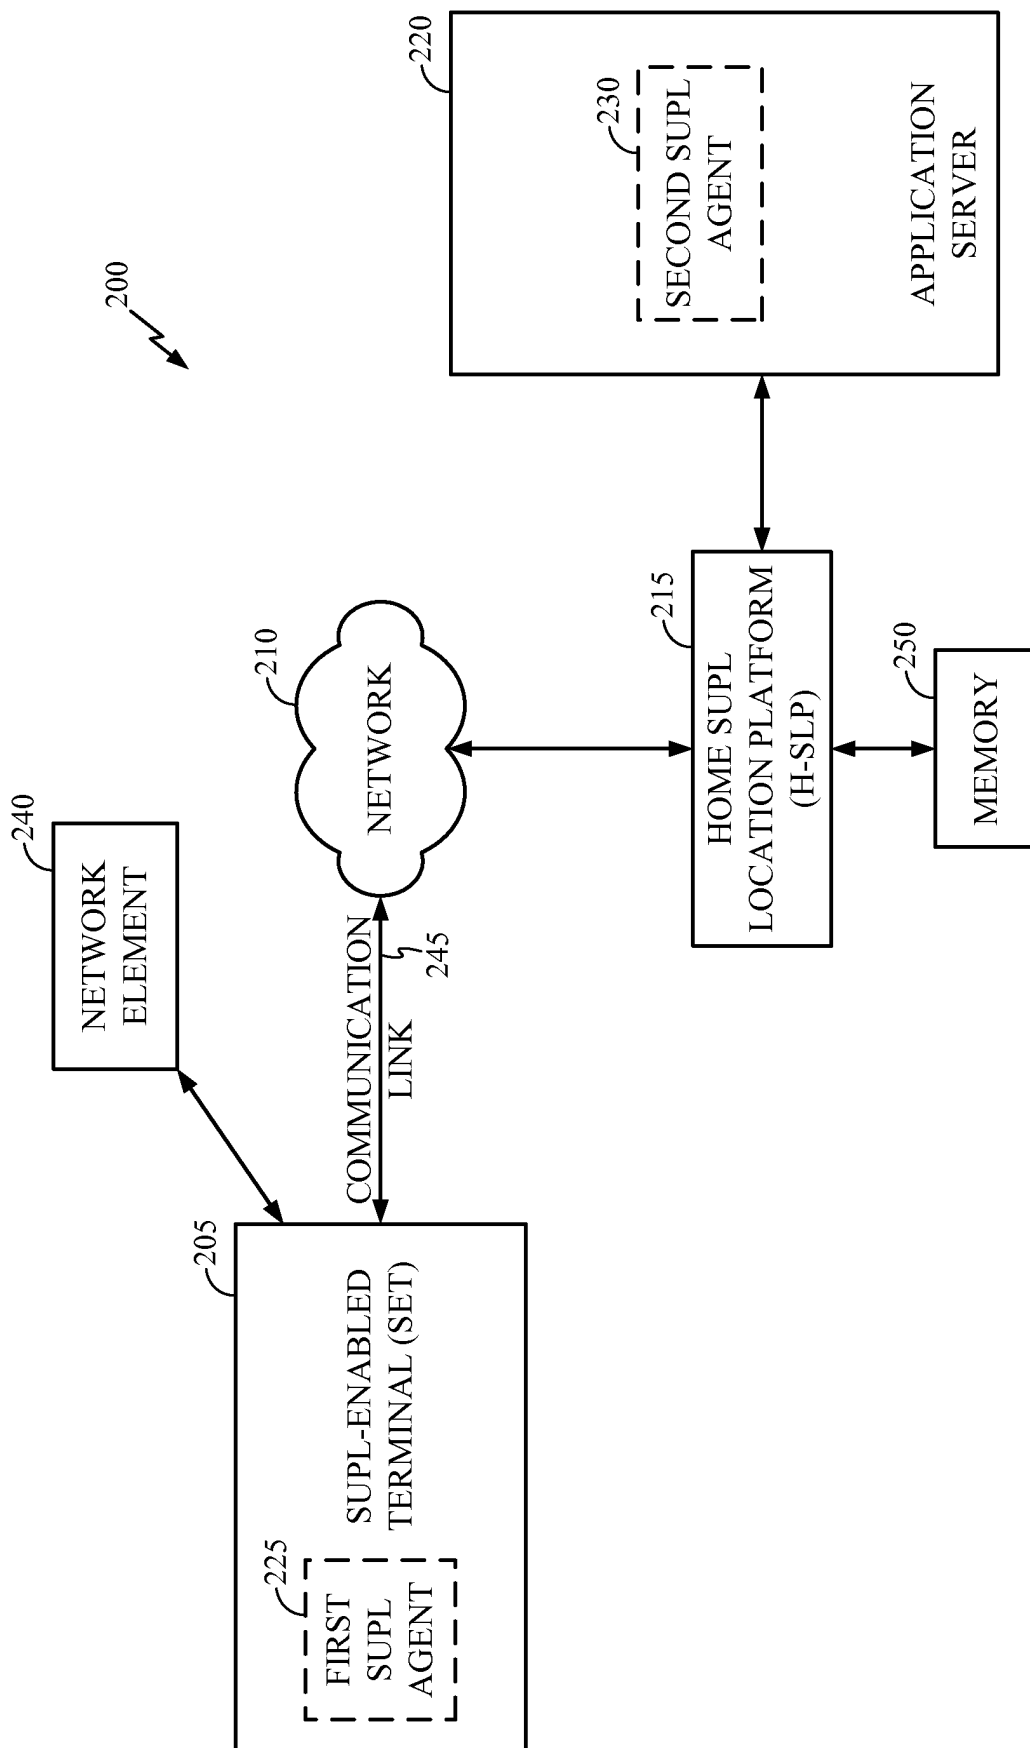 200
240
NETWORK
ELEMENT
205
SUPL-ENABLED
TERMINAL (SET)
225
FIRST
SUPL
AGENT
COMMUNICATION
LINK
245
210
NETWORK
215
HOME SUPL
LOCATION PLATFORM
(H-SLP)
250
MEMORY
220
230
SECOND SUPL
AGENT
APPLICATION
SERVER